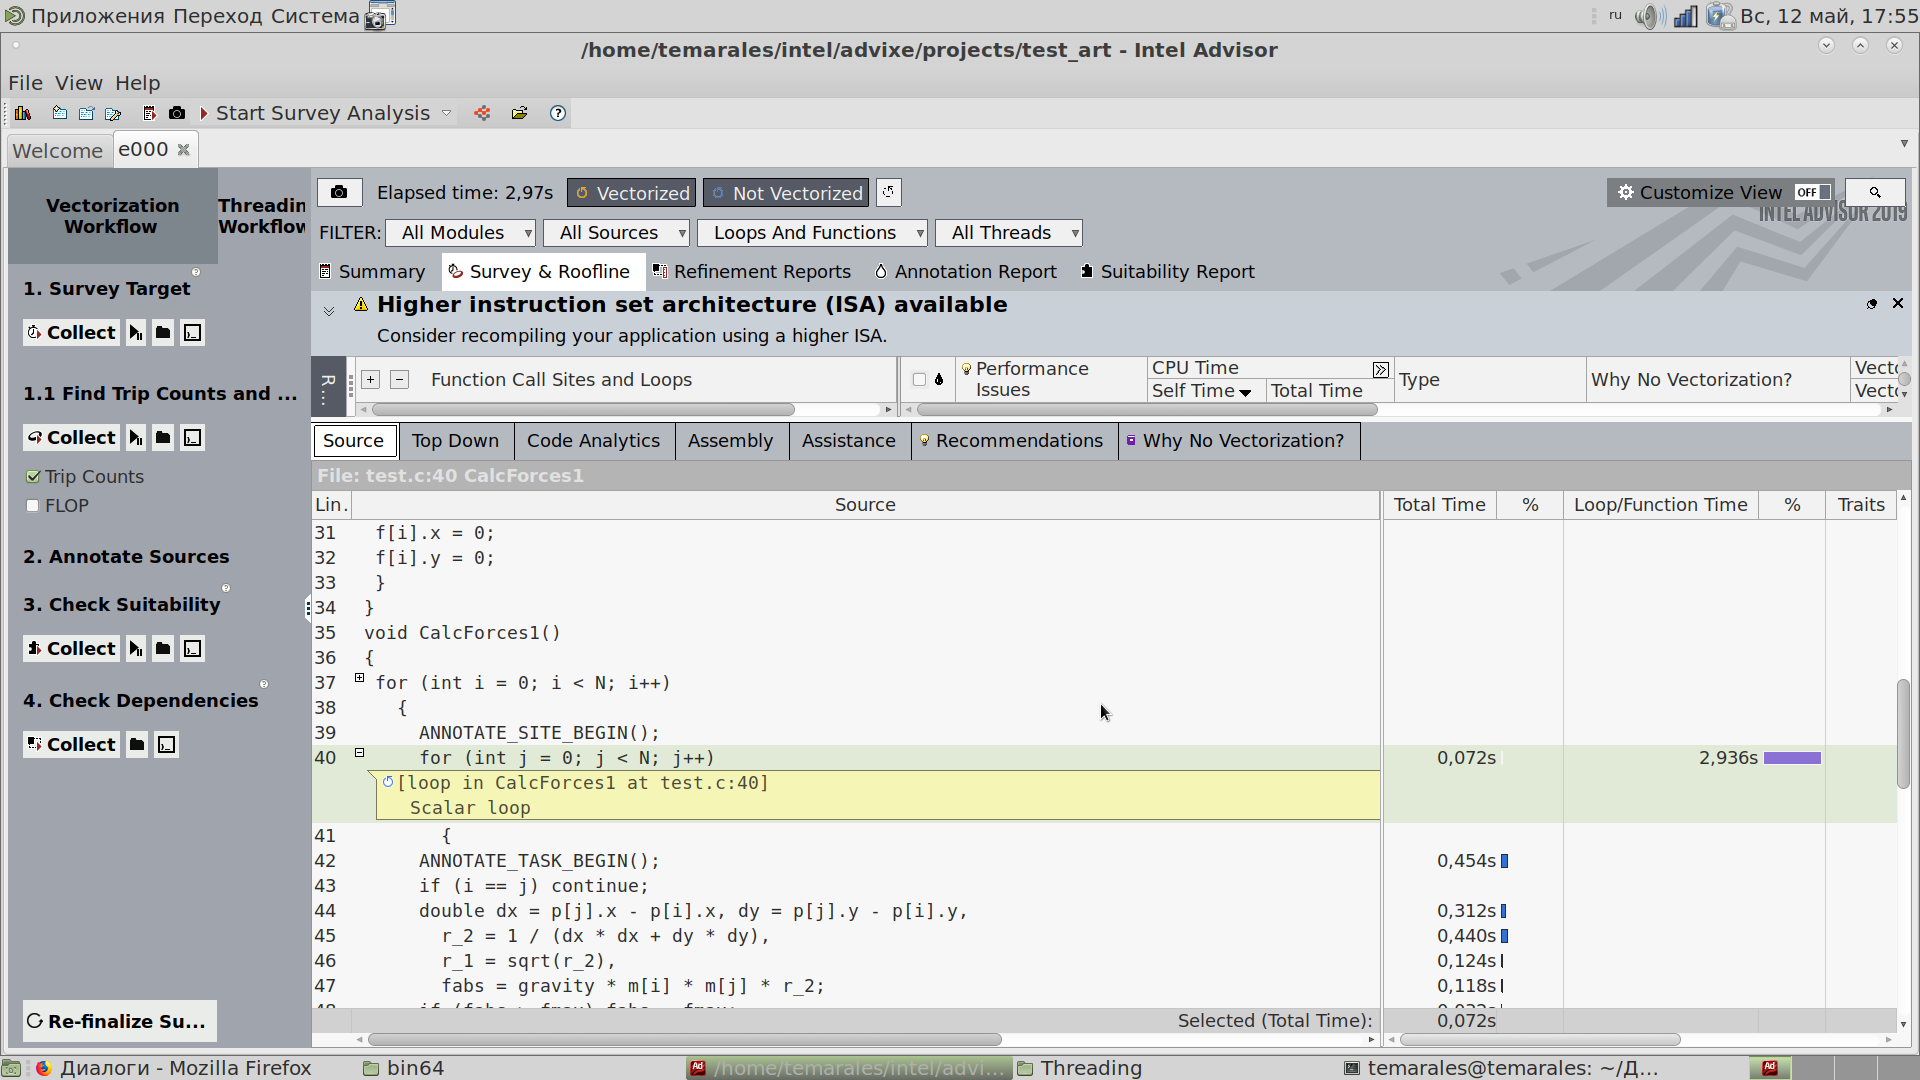 Приложения Переход Система
ru
Вс, 12 май, 17:55
/home/temarales/intel/advixe/projects/test_art - Intel Advisor
File View Help
Start Survey Analysis
Welcome
e000
Vectorization Workflow
Threadin
Workflow
Elapsed time: 2,97s
Vectorized
Not Vectorized
Customize View
OFF
INTEL ADVISOR 2019
FILTER:
All Modules
All Sources
Loops And Functions
All Threads
Summary
Survey & Roofline
Refinement Reports
Annotation Report
Suitability Report
Higher instruction set architecture (ISA) available
Consider recompiling your application using a higher ISA.
1. Survey Target
Collect
1.1 Find Trip Counts and ...
Collect
Trip Counts
FLOP
2. Annotate Sources
3. Check Suitability
Collect
4. Check Dependencies
Collect
Re-finalize Su...
R...
+ − Function Call Sites and Loops
Performance Issues
CPU Time
Self Time
Total Time
Type
Why No Vectorization?
Vect
Vect
Source
Top Down
Code Analytics
Assembly
Assistance
Recommendations
Why No Vectorization?
File: test.c:40 CalcForces1
Lin. Source Total Time % Loop/Function Time % Traits
31 f[i].x = 0;
32 f[i].y = 0;
33 }
34 }
35 void CalcForces1()
36 {
37 for (int i = 0; i < N; i++)
38 {
39 ANNOTATE_SITE_BEGIN();
40 for (int j = 0; j < N; j++) 0,072s 2,936s
[loop in CalcForces1 at test.c:40]
Scalar loop
41 {
42 ANNOTATE_TASK_BEGIN(); 0,454s
43 if (i == j) continue;
44 double dx = p[j].x - p[i].x, dy = p[j].y - p[i].y, 0,312s
45 r_2 = 1 / (dx * dx + dy * dy), 0,440s
46 r_1 = sqrt(r_2), 0,124s
47 fabs = gravity * m[i] * m[j] * r_2; 0,118s
Selected (Total Time): 0,072s
Диалоги - Mozilla Firefox
bin64
Ad /home/temarales/intel/advi...
Threading
temarales@temarales: ~/Д...
Ad